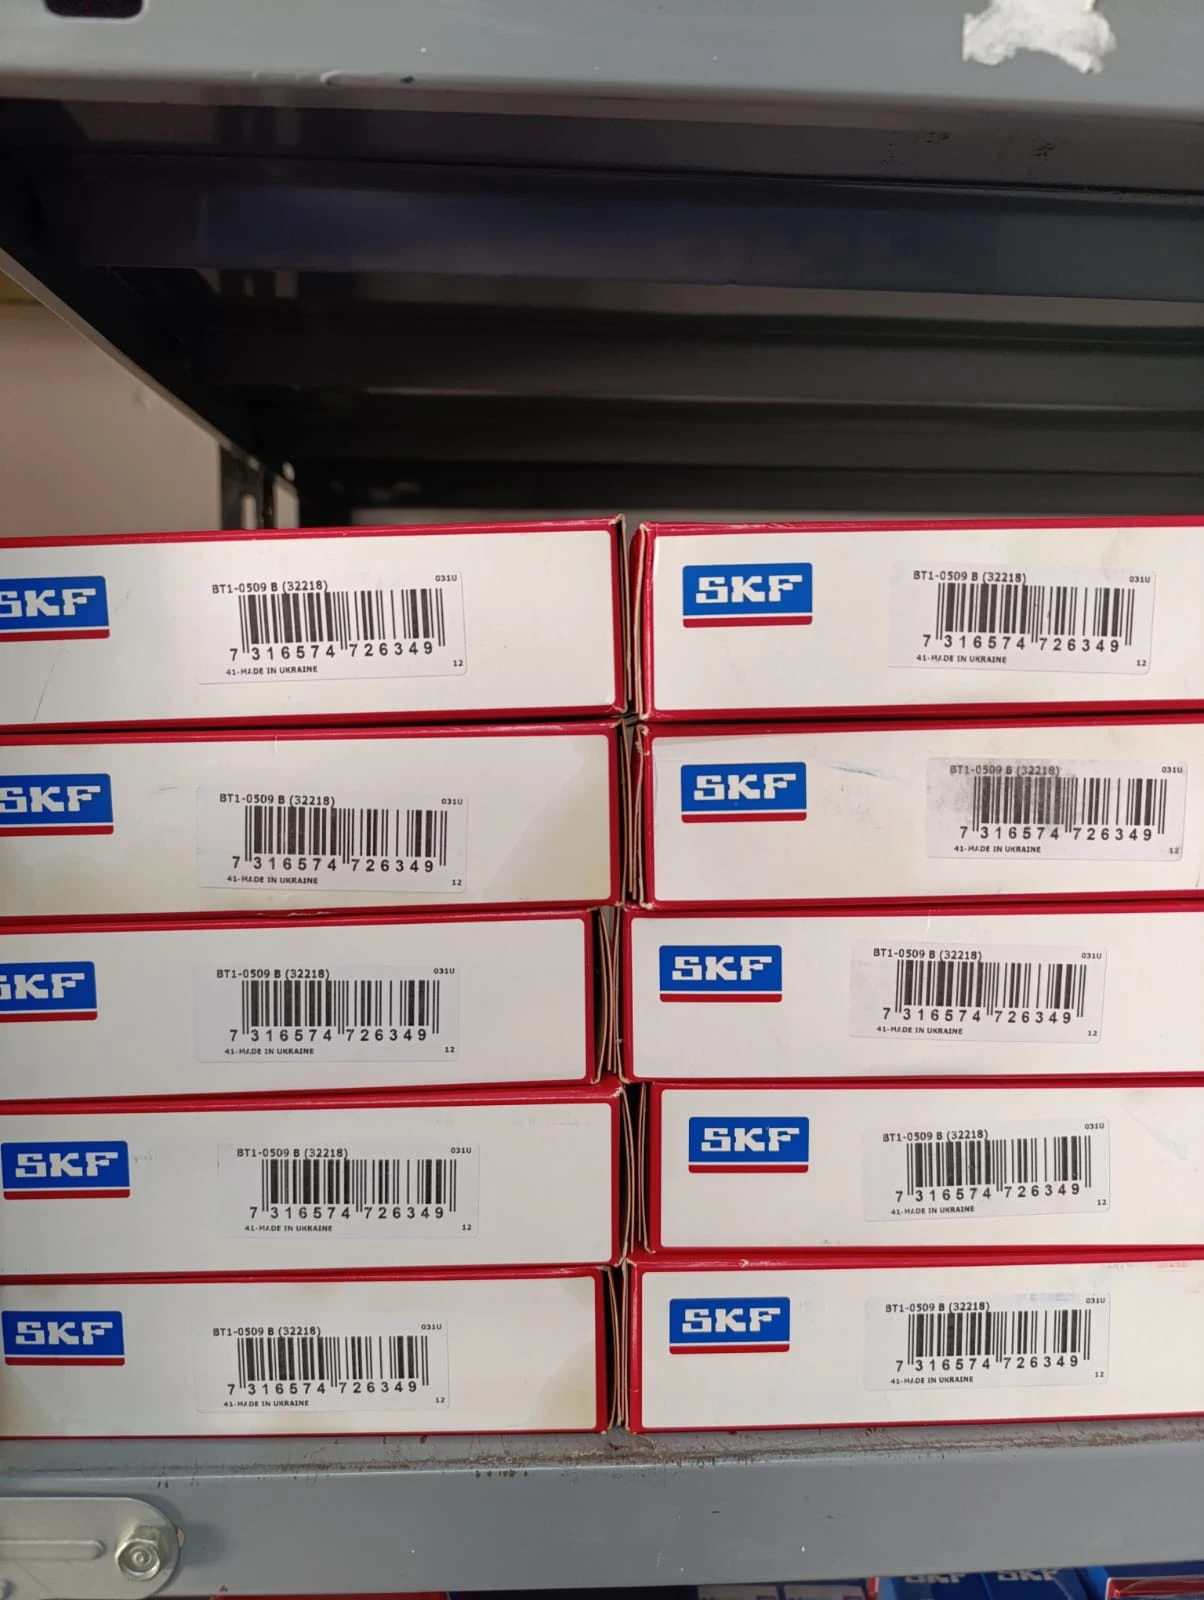 SKF
BT1-0509 B (32218)
031U
7 316574 726349
41-MADE IN UKRAINE
12
SKF
BT1-0509 B (32218)
031U
7 316574 726349
41-MADE IN UKRAINE
12
SKF
BT1-0509 B (32218)
031U
7 316574 726349
41-MADE IN UKRAINE
12
SKF
BT1-0509 B (32218)
031U
7 316574 726349
41-MADE IN UKRAINE
12
SKF
BT1-0509 B (32218)
031U
7 316574 726349
41-MADE IN UKRAINE
12
SKF
BT1-0509 B (32218)
031U
7 316574 726349
41-MADE IN UKRAINE
12
SKF
BT1-0509 B (32218)
031U
7 316574 726349
41-MADE IN UKRAINE
12
SKF
BT1-0509 B (32218)
031U
7 316574 726349
41-MADE IN UKRAINE
12
SKF
BT1-0509 B (32218)
031U
7 316574 726349
41-MADE IN UKRAINE
12
SKF
BT1-0509 B (32218)
031U
7 316574 726349
41-MADE IN UKRAINE
12
SKF
SKF